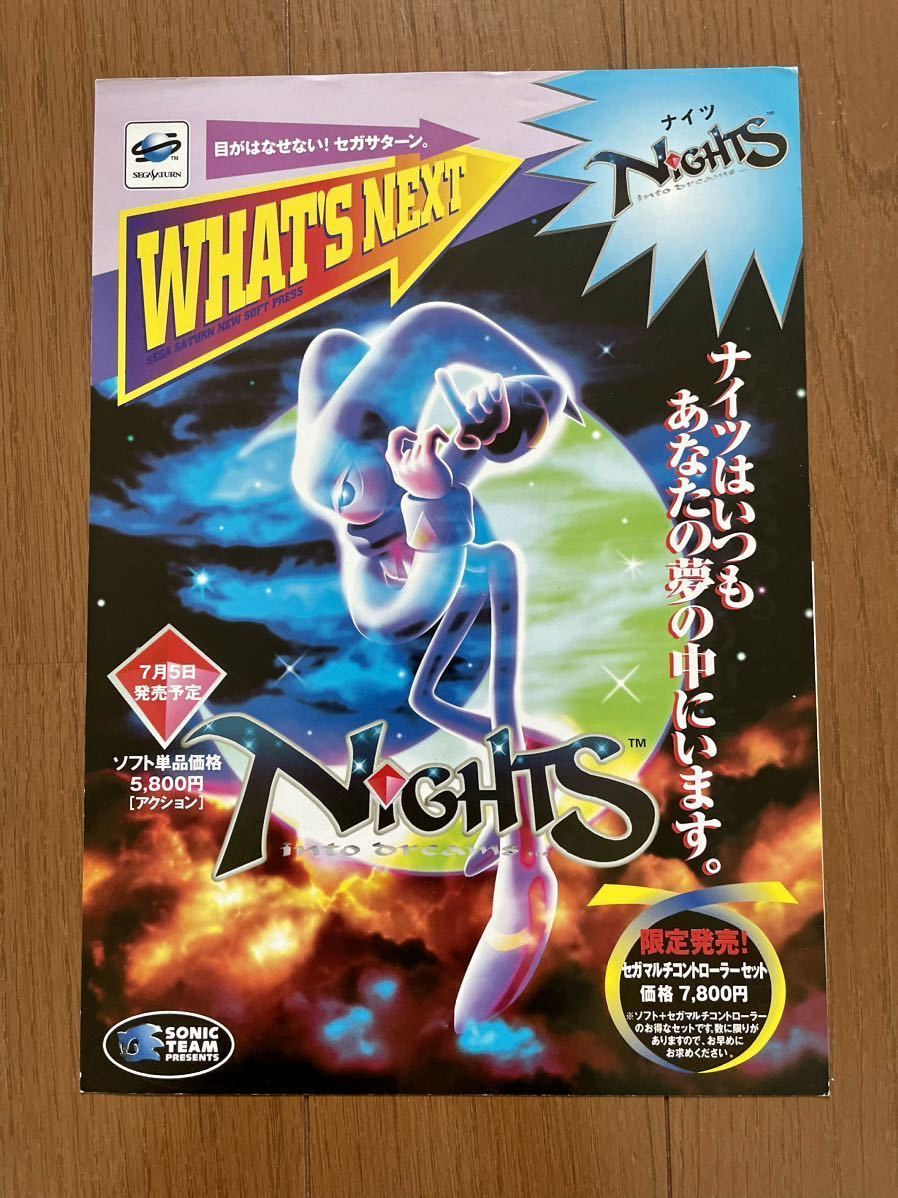 SEGA SATURN
TM
目がはなせない! セガサターン。
WHAT'S NEXT
SEGA SATURN NEW SOFT PRESS
ナイツ
NiGHTS
TM
into dreams...
ナイツはいつも
あなたの夢の中にいます。
7月5日
発売予定
ソフト単品価格
5,800円
[アクション]
NiGHTS
TM
into dreams...
限定発売!
セガマルチコントローラーセット
価格 7,800円
※ソフト+セガマルチコントローラー
のお得なセットです。数に限りが
ありますので、お早めに
お求めください。
SONIC
TEAM
PRESENTS